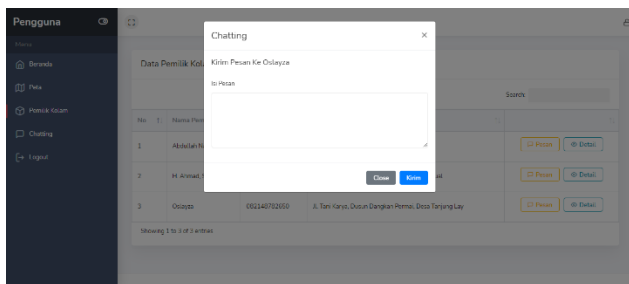 Pengguna
Menu
Beranda
Peta
Pemilik Kolam
Chatting
Logout
Data Pemilik Kol
Search:
No
Nama Pem
1
Abdullah N
Pesan
Detail
2
H. Ahmad,
Pesan
Detail
3
Oslayza
082148782650
Jl. Tani Karya, Dusun Bangkan Permai, Desa Tanjung Lay
Pesan
Detail
Showing 1 to 3 of 3 entries
Chatting
×
Kirim Pesan Ke Oslayza
Isi Pesan
Close
Kirim